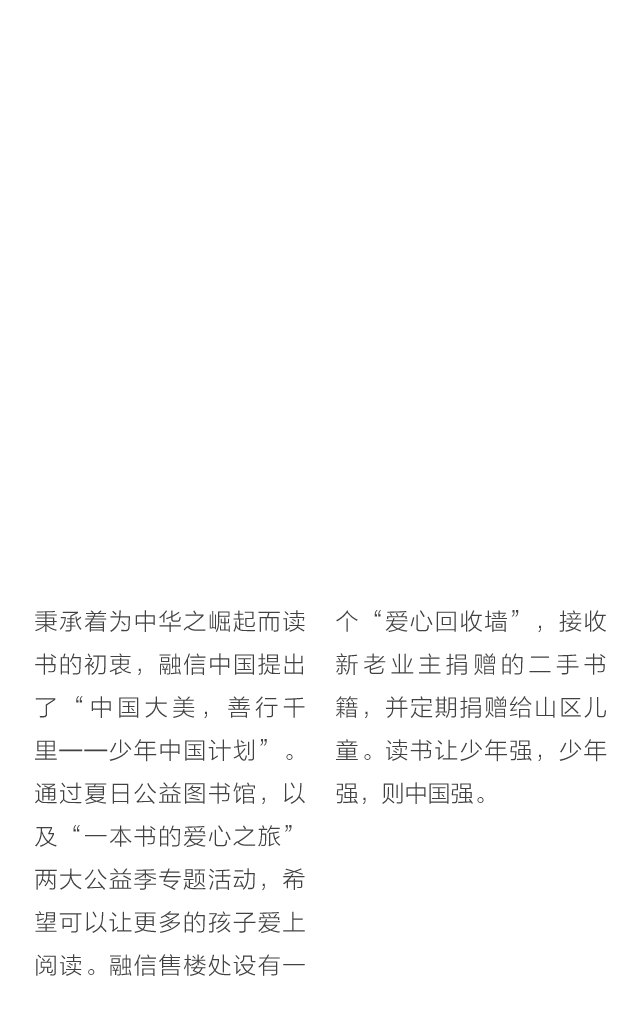 秉承着为中华之崛起而读
书的初衷，融信中国提出
了“中国大美，善行千
里——少年中国计划”。
通过夏日公益图书馆，以
及“一本书的爱心之旅”
两大公益季专题活动，希
望可以让更多的孩子爱上
阅读。融信售楼处设有一
个“爱心回收墙”，接收
新老业主捐赠的二手书
籍，并定期捐赠给山区儿
童。读书让少年强，少年
强，则中国强。